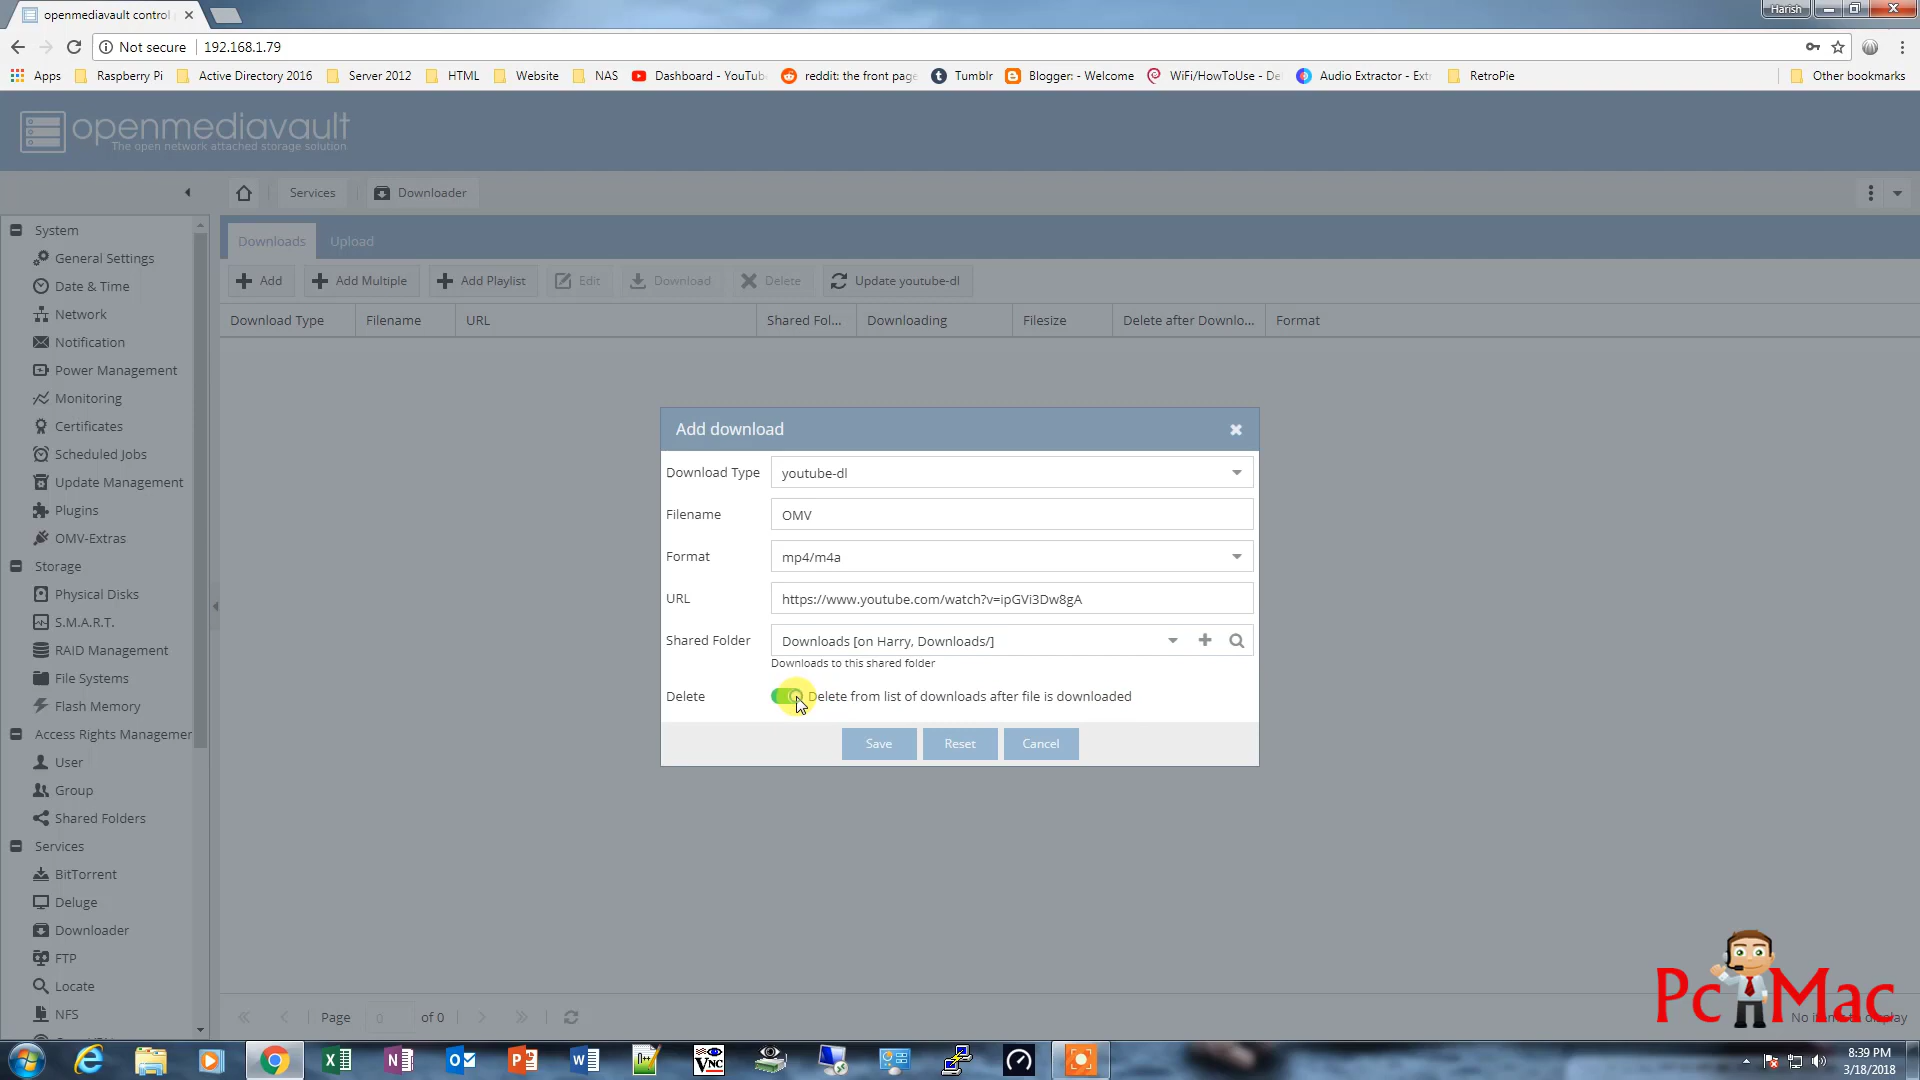 openmediavault control
Harish
Not secure 192.168.1.79
Apps Raspberry Pi Active Directory 2016 Server 2012 HTML Website NAS Dashboard - YouTub reddit: the front page Tumblr Blogger: - Welcome WiFi/HowToUse - De Audio Extractor - Ext RetroPie Other bookmarks
openmediavault
The open network attached storage solution
Services Downloader
System
General Settings
Date & Time
Network
Notification
Power Management
Monitoring
Certificates
Scheduled Jobs
Update Management
Plugins
OMV-Extras
Storage
Physical Disks
S.M.A.R.T.
RAID Management
File Systems
Flash Memory
Access Rights Managemer
User
Group
Shared Folders
Services
BitTorrent
Deluge
Downloader
FTP
Locate
NFS
Downloads Upload
Add Add Multiple Add Playlist Edit Download Delete Update youtube-dl
Download Type Filename URL Shared Fol... Downloading Filesize Delete after Downlo... Format
Add download
Download Type youtube-dl
Filename OMV
Format mp4/m4a
URL https://www.youtube.com/watch?v=ipGVi3Dw8gA
Shared Folder Downloads [on Harry, Downloads/]
Downloads to this shared folder
Delete Delete from list of downloads after file is downloaded
Save Reset Cancel
Page 0 of 0
No items to display
Pc Mac
8:39 PM
3/18/2018